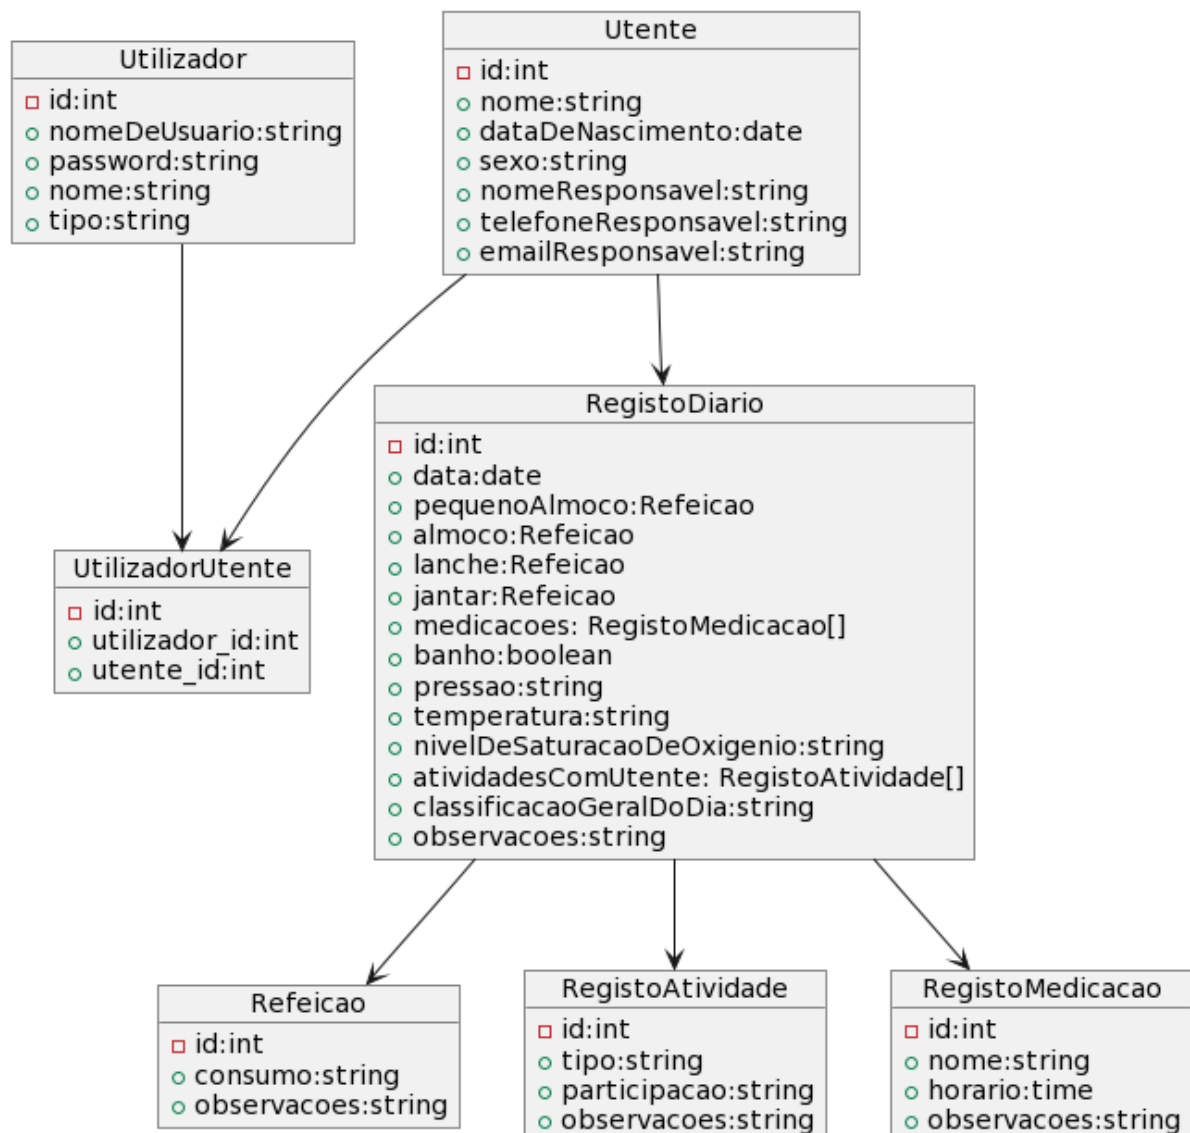 Utilizador
id:int
nomeDeUsuario:string
password:string
nome:string
tipo:string
Utente
id:int
nome:string
dataDeNascimento:date
sexo:string
nomeResponsavel:string
telefoneResponsavel:string
emailResponsavel:string
RegistoDiario
id:int
data:date
pequenoAlmoco:Refeicao
almoco:Refeicao
lanche:Refeicao
jantar:Refeicao
medicacoes: RegistoMedicacao[]
banho:boolean
pressao:string
temperatura:string
nivelDeSaturacaoDeOxigenio:string
atividadesComUtente: RegistoAtividade[]
classificacaoGeralDoDia:string
observacoes:string
UtilizadorUtente
id:int
utilizador_id:int
utente_id:int
Refeicao
id:int
consumo:string
observacoes:string
RegistoAtividade
id:int
tipo:string
participacao:string
observacoes:string
RegistoMedicacao
id:int
nome:string
horario:time
observacoes:string